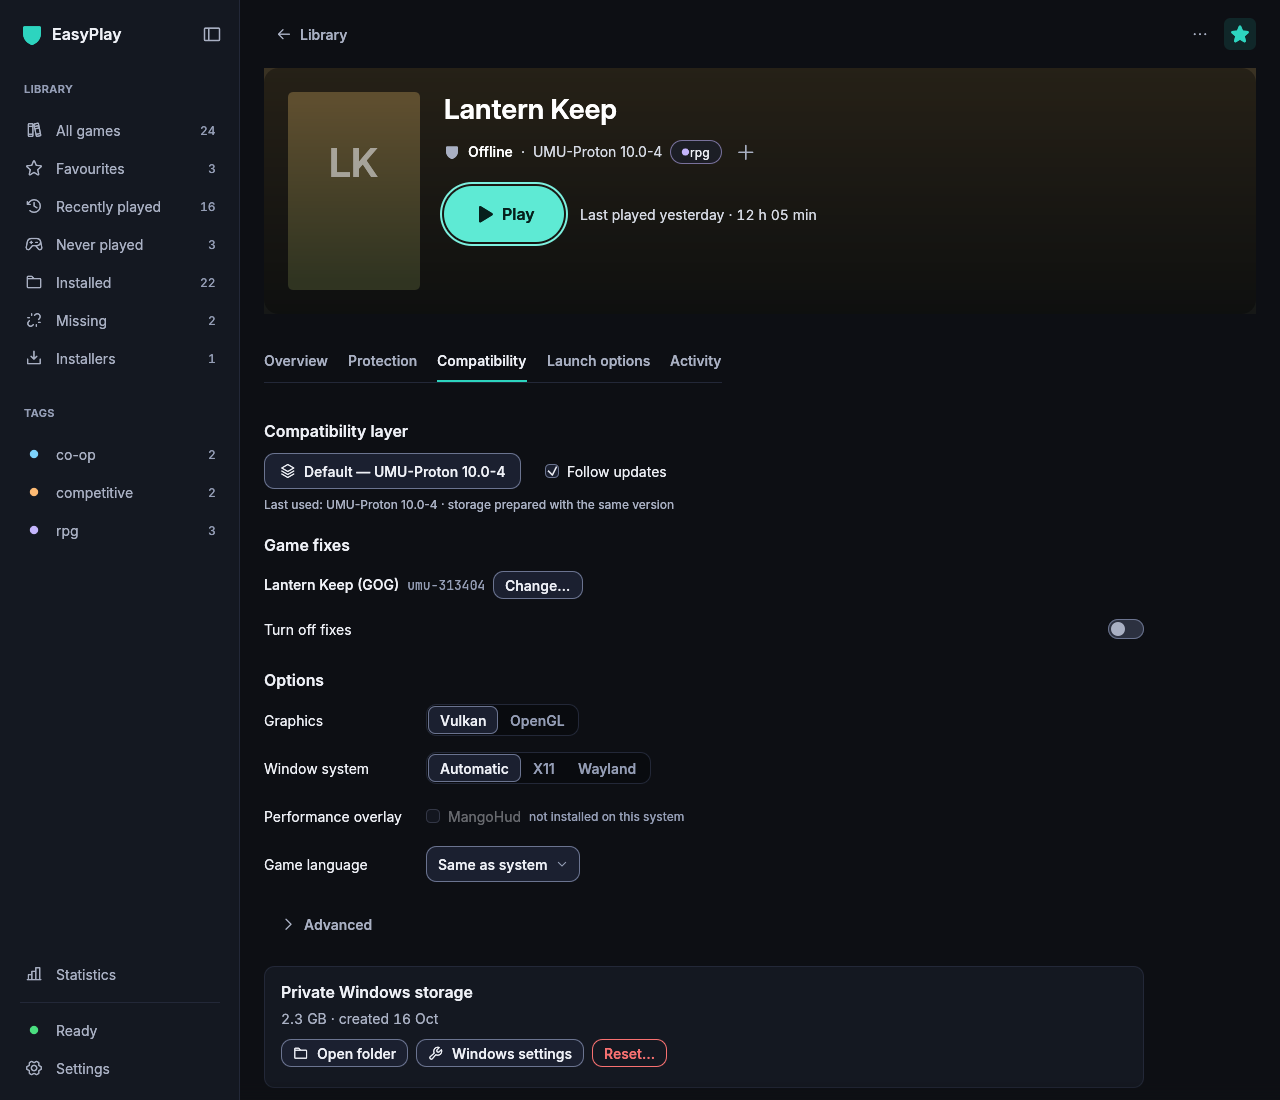 EasyPlay
LIBRARY
All games 24
Favourites 3
Recently played 16
Never played 3
Installed 22
Missing 2
Installers 1
TAGS
co-op 2
competitive 2
rpg 3
Statistics
Ready
Settings
Library
LK
Lantern Keep
Offline · UMU-Proton 10.0-4 rpg
Play Last played yesterday · 12 h 05 min
Overview Protection Compatibility Launch options Activity
Compatibility layer
Default — UMU-Proton 10.0-4 Follow updates
Last used: UMU-Proton 10.0-4 · storage prepared with the same version
Game fixes
Lantern Keep (GOG) umu-313404 Change...
Turn off fixes
Options
Graphics Vulkan OpenGL
Window system Automatic X11 Wayland
Performance overlay MangoHud not installed on this system
Game language Same as system
Advanced
Private Windows storage
2.3 GB · created 16 Oct
Open folder Windows settings Reset...